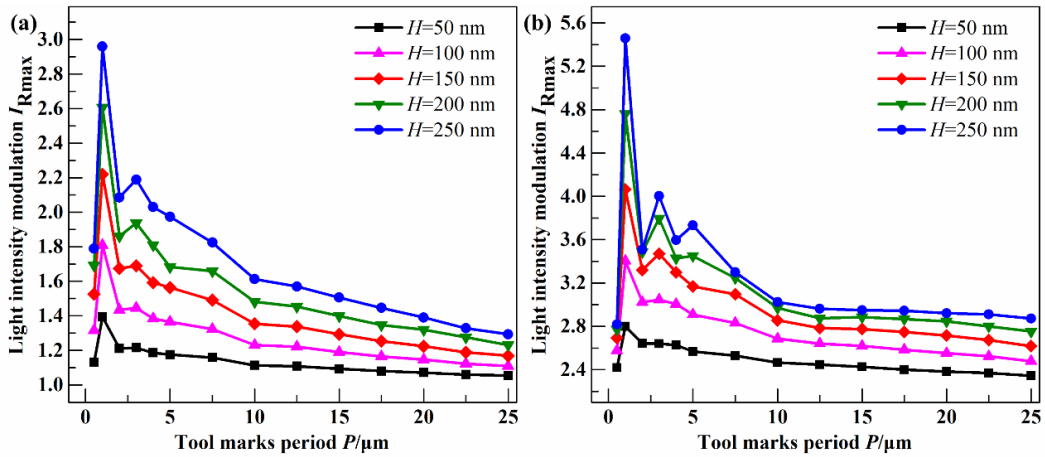 (a)
H=50 nm
H=100 nm
H=150 nm
H=200 nm
H=250 nm
3.0
2.8
2.6
2.4
2.2
2.0
1.8
1.6
1.4
1.2
1.0
Light intensity modulation IRmax
0 5 10 15 20 25
Tool marks period P/μm
(b)
H=50 nm
H=100 nm
H=150 nm
H=200 nm
H=250 nm
5.6
5.2
4.8
4.4
4.0
3.6
3.2
2.8
2.4
Light intensity modulation IRmax
0 5 10 15 20 25
Tool marks period P/μm